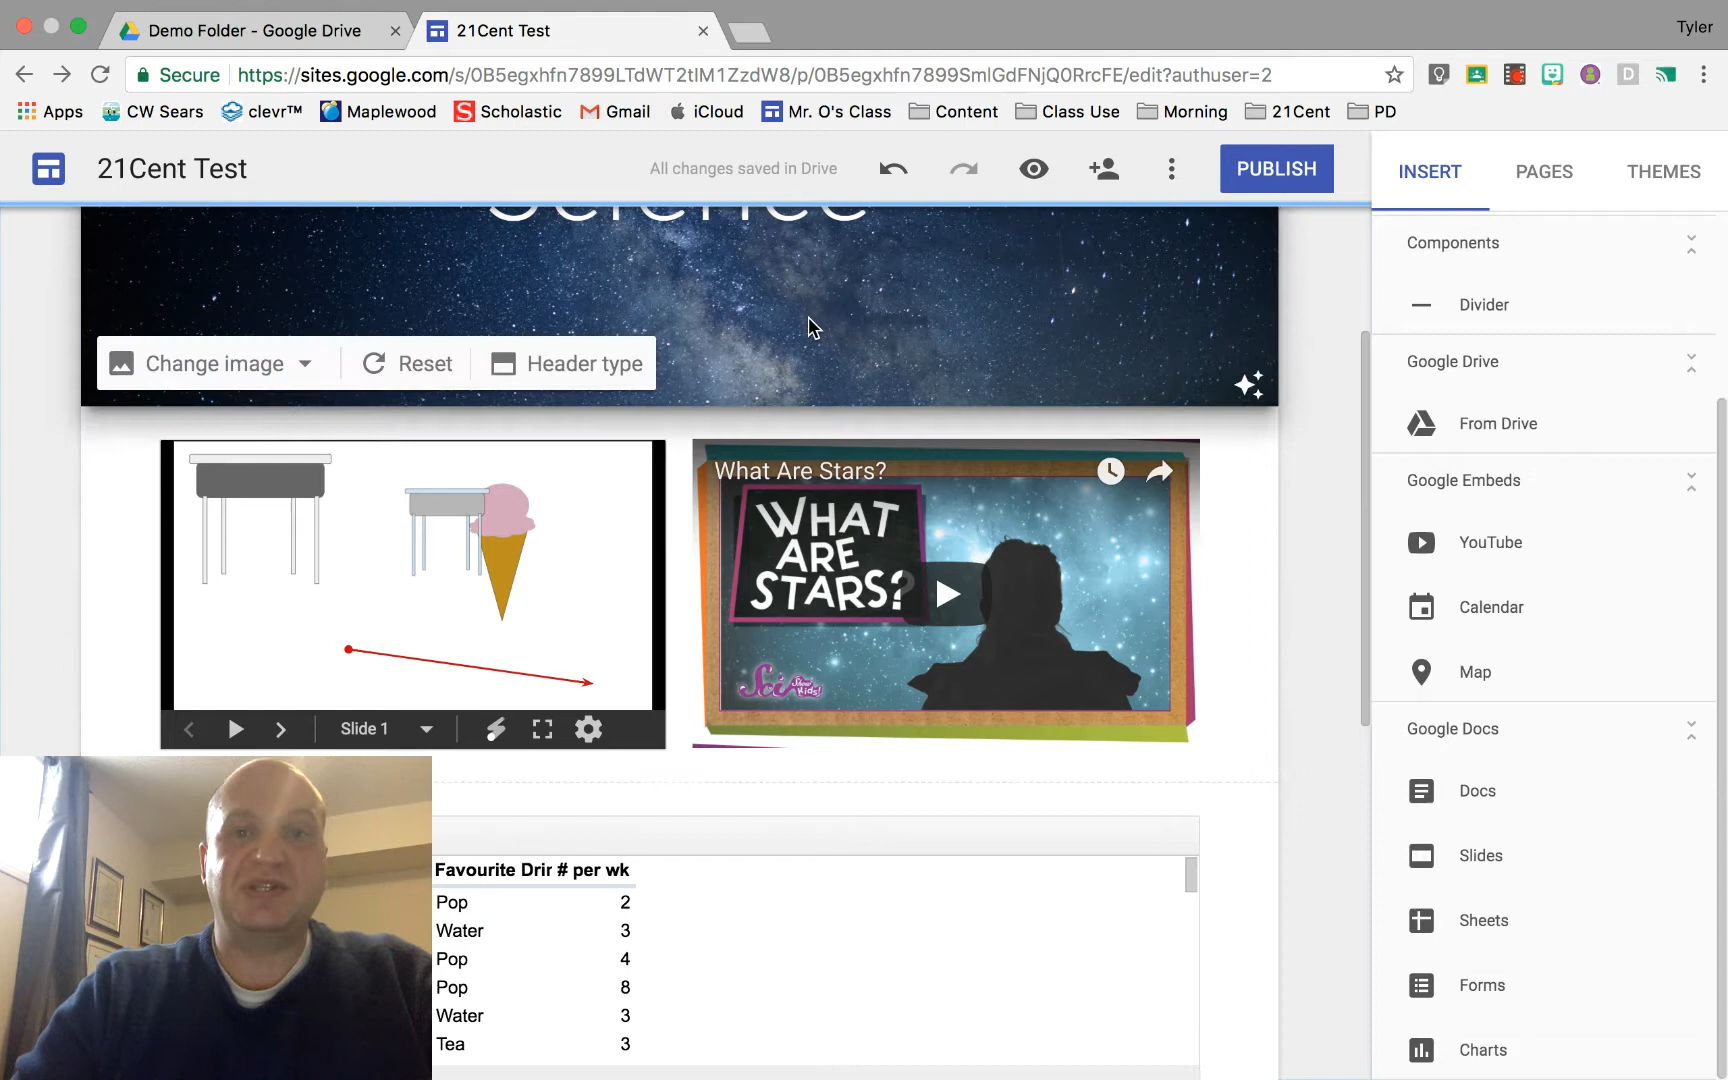 Demo Folder - Google Drive
21Cent Test
Tyler
Secure
https://sites.google.com/s/0B5egxhfn7899LTdWT2tIM1ZzdW8/p/0B5egxhfn7899SmlGdFNjQ0RrcFE/edit?authuser=2
Apps
CW Sears
clevr™
Maplewood
Scholastic
Gmail
iCloud
Mr. O's Class
Content
Class Use
Morning
21Cent
PD
21Cent Test
All changes saved in Drive
PUBLISH
INSERT
PAGES
THEMES
Science
Change image
Reset
Header type
What Are Stars?
WHAT
ARE
STARS?
SciShow
Kids!
Slide 1
Favourite Drir # per wk
Pop 2
Water 3
Pop 4
Pop 8
Water 3
Tea 3
Components
Divider
Google Drive
From Drive
Google Embeds
YouTube
Calendar
Map
Google Docs
Docs
Slides
Sheets
Forms
Charts